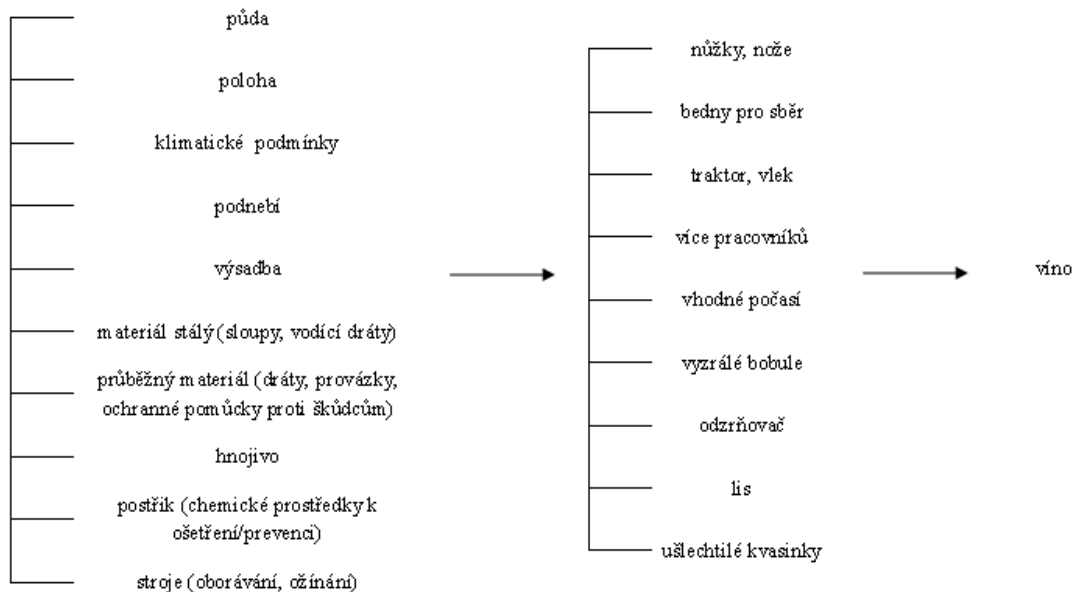 půda
poloha
klimatické podmínky
podnebí
výsadba
materiál stálý (sloupy, vodící dráty)
průběžný materiál (dráty, provázky,
ochranné pomůcky proti škůdcům)
hnojivo
postřik (chemické prostředky k
ošetření/prevenci)
stroje (oborávání, ožínání)
nůžky, nože
bedny pro sběr
traktor, vlek
více pracovníků
vhodné počasí
vyzrálé bobule
odzrňovač
lis
ušlechtilé kvasinky
víno